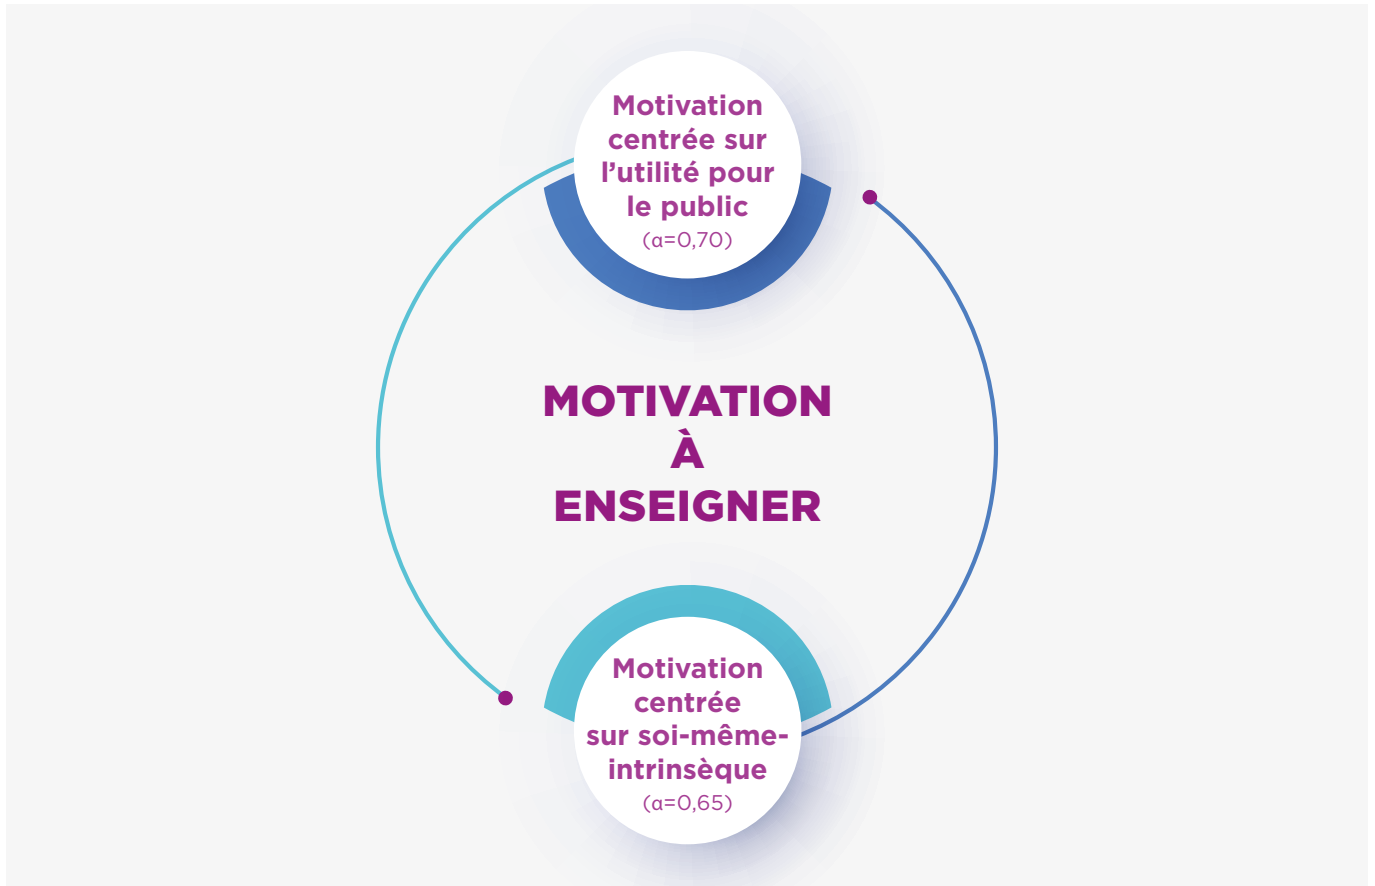 Motivation
centrée sur
l’utilité pour
le public
(α=0,70)
MOTIVATION
À
ENSEIGNER
Motivation
centrée
sur soi-même-
intrinsèque
(α=0,65)